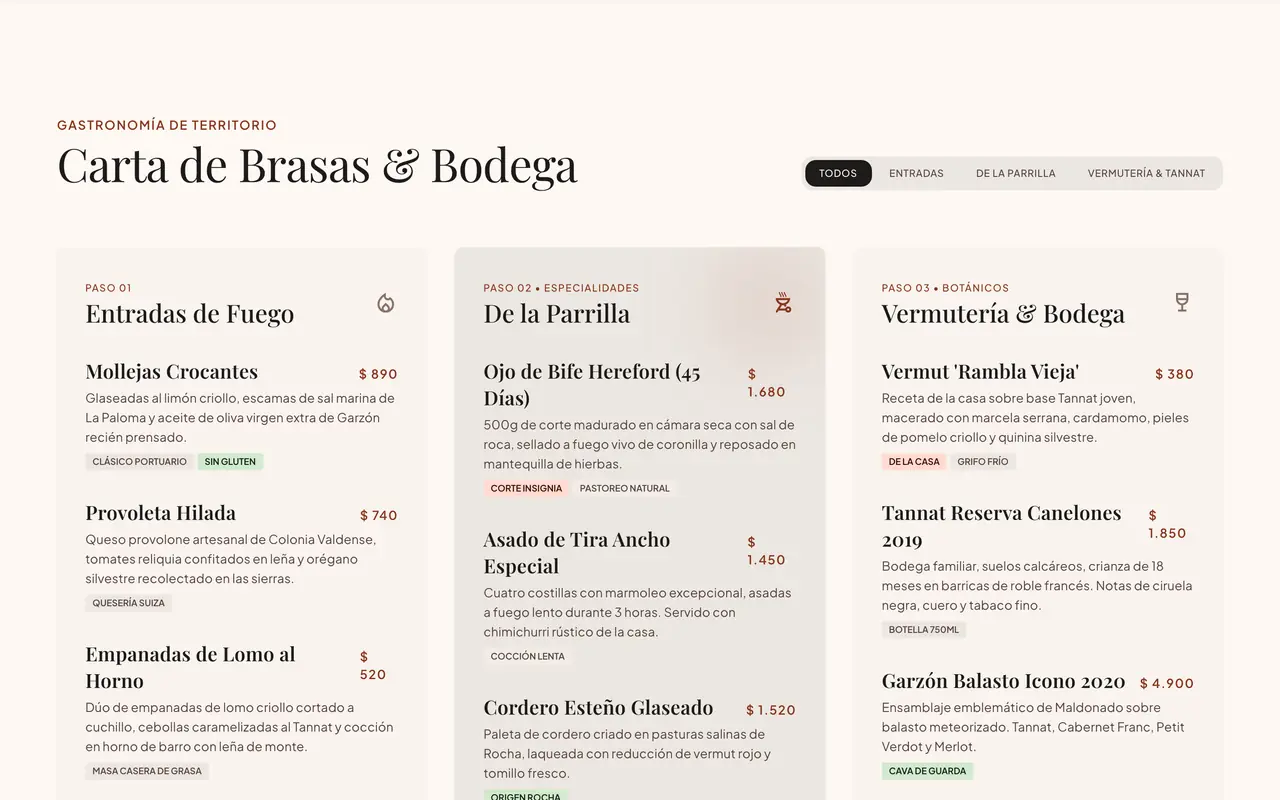 GASTRONOMÍA DE TERRITORIO
Carta de Brasas & Bodega
TODOS
ENTRADAS
DE LA PARRILLA
VERMUTERÍA & TANNAT
PASO 01
Entradas de Fuego
Mollejas Crocantes
$ 890
Glaseadas al limón criollo, escamas de sal marina de
La Paloma y aceite de oliva virgen extra de Garzón
recién prensado.
CLÁSICO PORTUARIO
SIN GLUTEN
Provoleta Hilada
$ 740
Queso provolone artesanal de Colonia Valdense,
tomates reliquia confitados en leña y orégano
silvestre recolectado en las sierras.
QUESERÍA SUIZA
Empanadas de Lomo al
Horno
$
520
Dúo de empanadas de lomo criollo cortado a
cuchillo, cebollas caramelizadas al Tannat y cocción
en horno de barro con leña de monte.
MASA CASERA DE GRASA
PASO 02 • ESPECIALIDADES
De la Parrilla
Ojo de Bife Hereford (45
Días)
$
1.680
500g de corte madurado en cámara seca con sal de
roca, sellado a fuego vivo de coronilla y reposado en
mantequilla de hierbas.
CORTE INSIGNIA
PASTOREO NATURAL
Asado de Tira Ancho
Especial
$
1.450
Cuatro costillas con marmoleo excepcional, asadas
a fuego lento durante 3 horas. Servido con
chimichurri rústico de la casa.
COCCIÓN LENTA
Cordero Esteño Glaseado
$ 1.520
Paleta de cordero criado en pasturas salinas de
Rocha, laqueada con reducción de vermut rojo y
tomillo fresco.
ORIGEN ROCHA
PASO 03 • BOTÁNICOS
Vermutería & Bodega
Vermut 'Rambla Vieja'
$ 380
Receta de la casa sobre base Tannat joven,
macerado con marcela serrana, cardamomo, pieles
de pomelo criollo y quinina silvestre.
DE LA CASA
GRIFO FRÍO
Tannat Reserva Canelones
2019
$
1.850
Bodega familiar, suelos calcáreos, crianza de 18
meses en barricas de roble francés. Notas de ciruela
negra, cuero y tabaco fino.
BOTELLA 750ML
Garzón Balasto Icono 2020
$ 4.900
Ensamblaje emblemático de Maldonado sobre
balasto meteorizado. Tannat, Cabernet Franc, Petit
Verdot y Merlot.
CAVA DE GUARDA